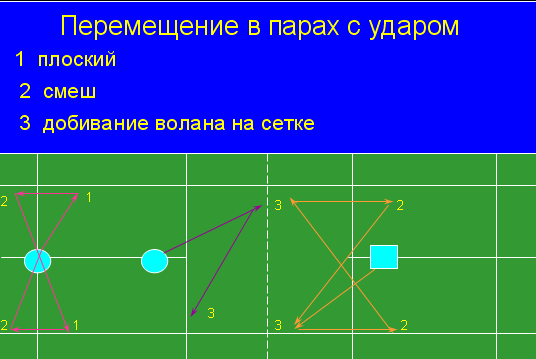 Перемещение в парах с ударом
1 плоский
2 смеш
3 добивание волана на сетке
2 1 3 2
3
2 1 3 2